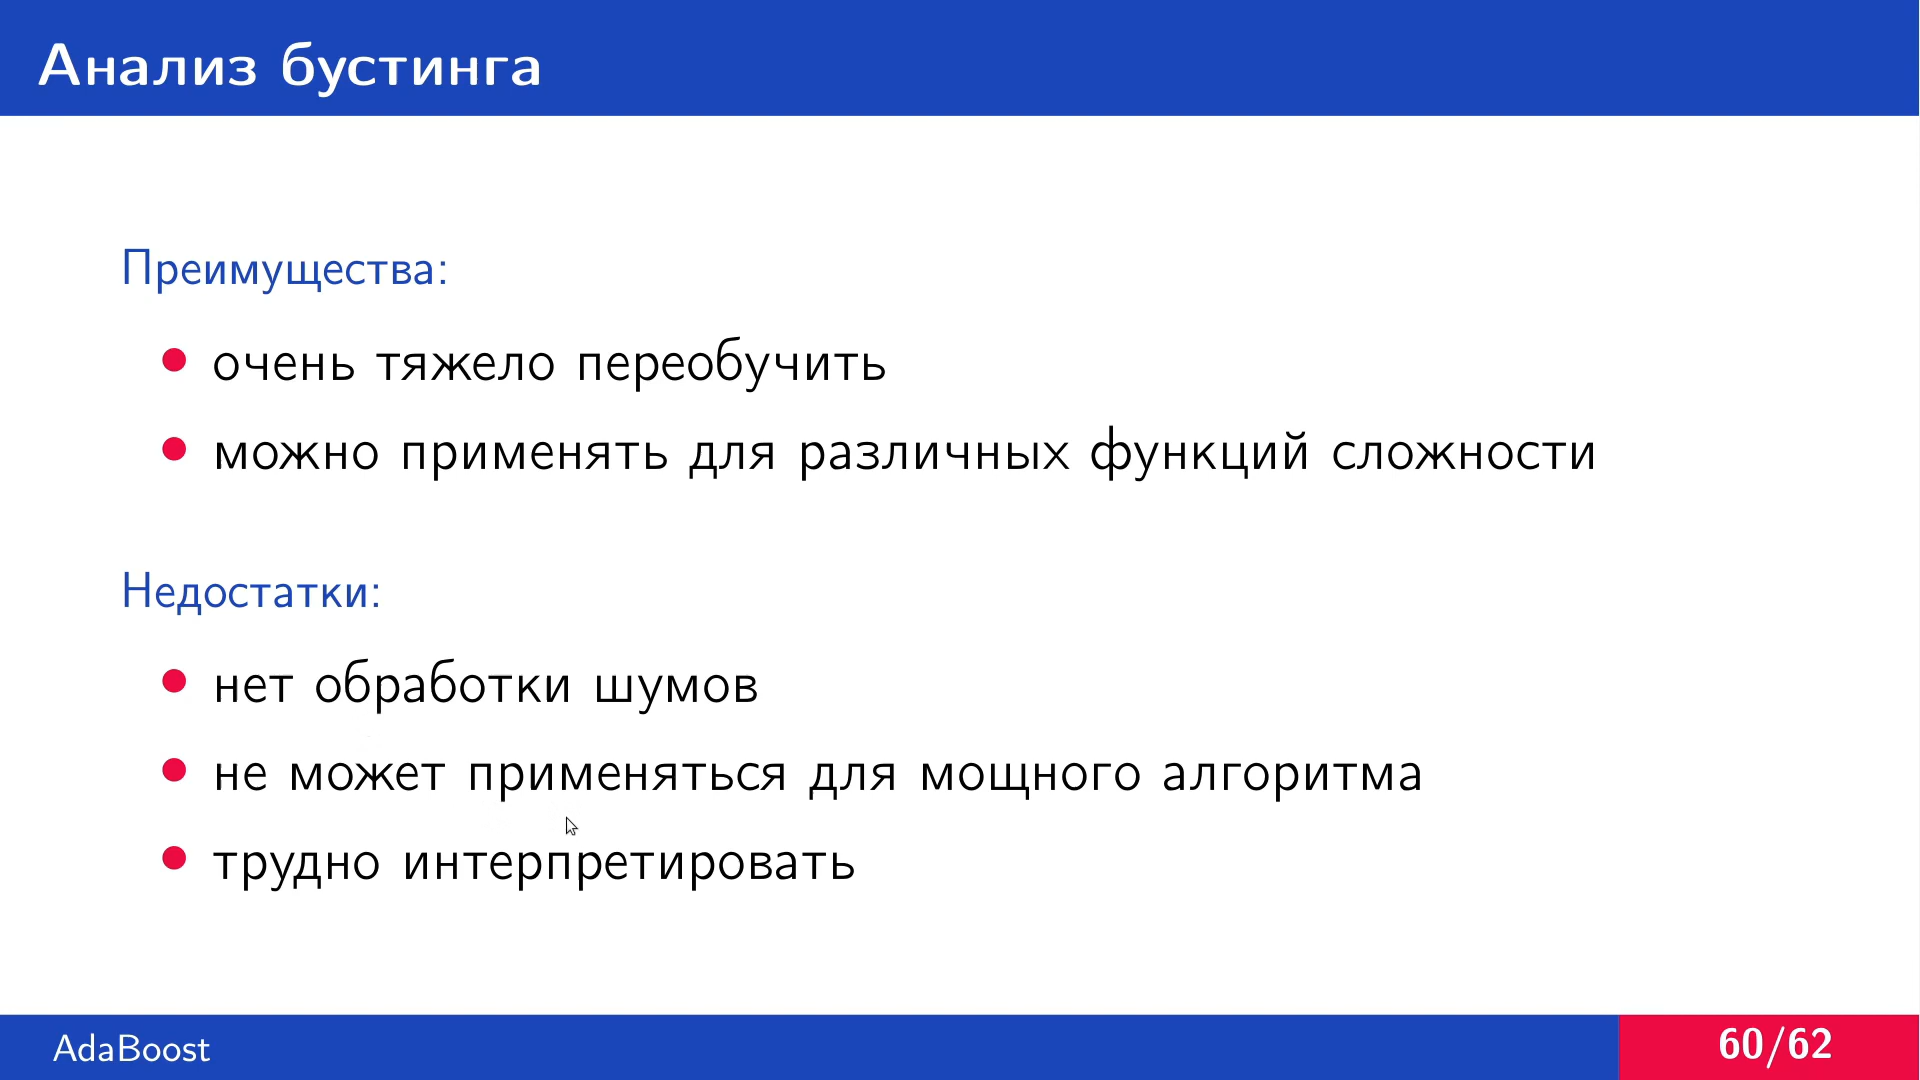 Анализ бустинга
Преимущества:
• очень тяжело переобучить
• можно применять для различных функций сложности
Недостатки:
• нет обработки шумов
• не может применяться для мощного алгоритма
• трудно интерпретировать
AdaBoost
60/62